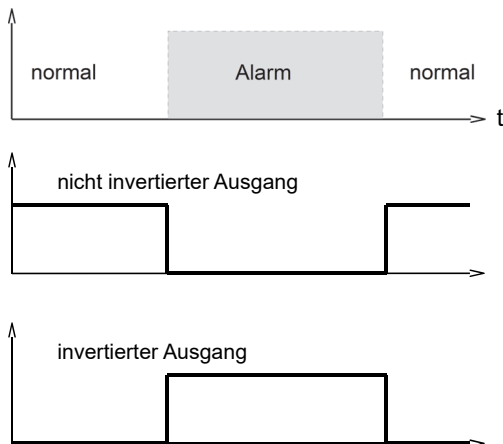 normal Alarm normal
t
nicht invertierter Ausgang
invertierter Ausgang